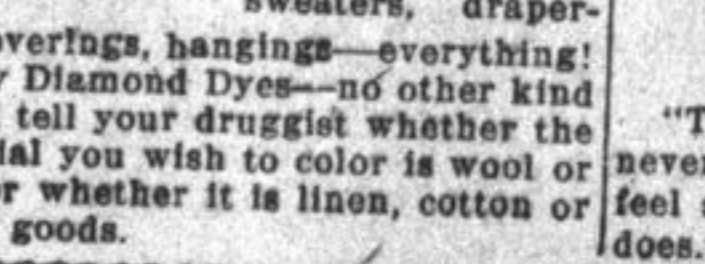 sweaters, draper-
overings, hangings—everything!
Diamond Dyes—no other kind
tell your druggist whether the
ial you wish to color is wool or
r whether it is linen, cotton or
goods.
"T
never
feel
does.